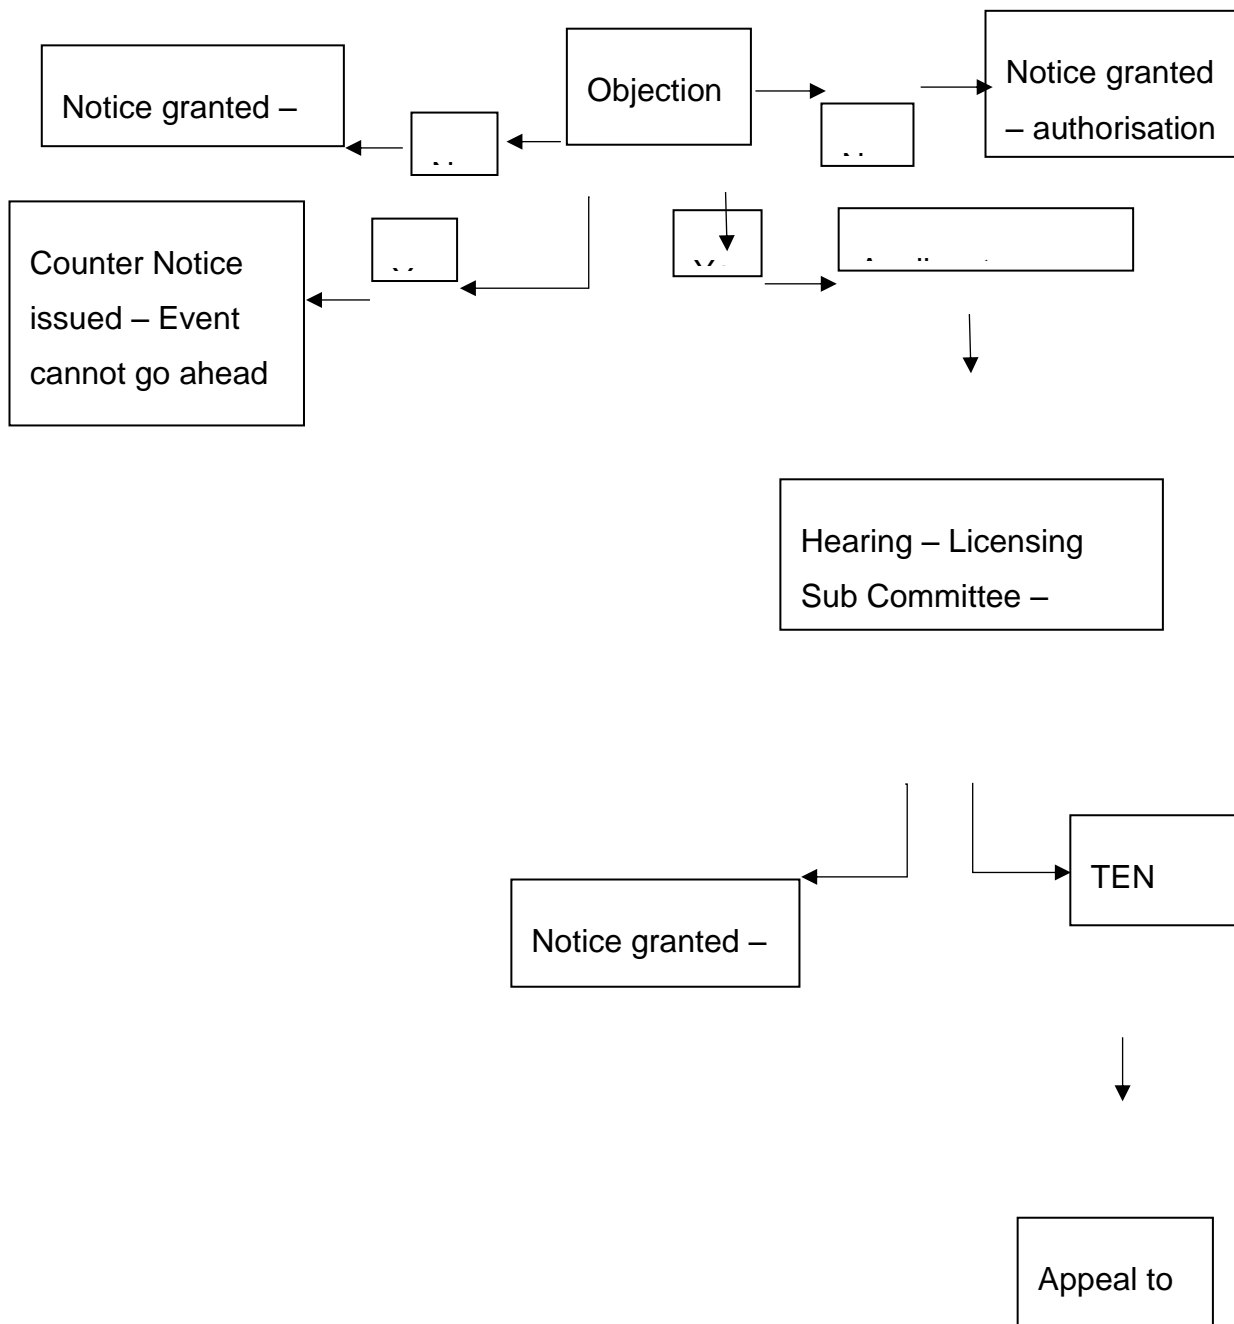 Notice granted –
Objection
Notice granted
– authorisation
Counter Notice
issued – Event
cannot go ahead
Hearing – Licensing
Sub Committee –
TEN
Notice granted –
Appeal to